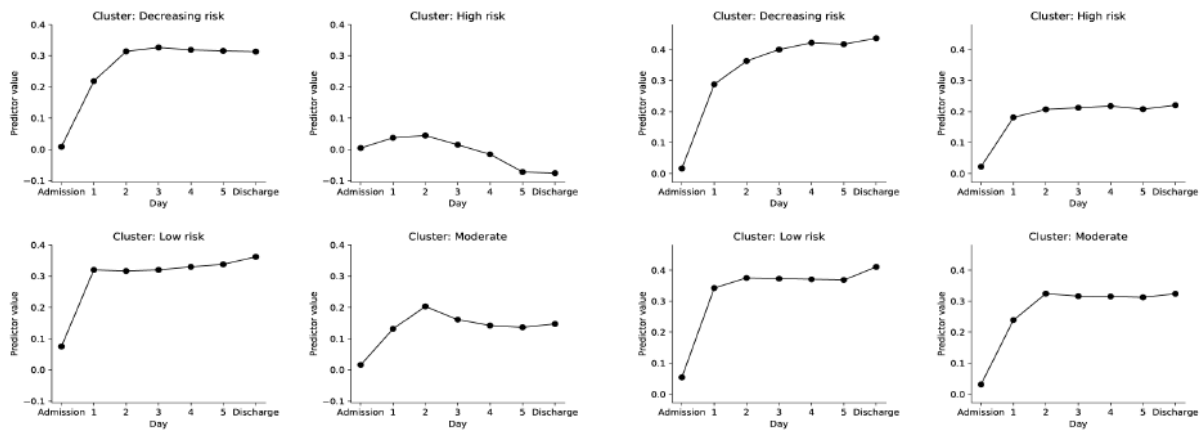 Cluster: Decreasing risk
0.4
0.3
0.2
0.1
0.0
−0.1
Predictor value
Admission 1 2 3 4 5 Discharge
Day
Cluster: High risk
0.4
0.3
0.2
0.1
0.0
−0.1
Predictor value
Admission 1 2 3 4 5 Discharge
Day
Cluster: Decreasing risk
0.4
0.3
0.2
0.1
0.0
Predictor value
Admission 1 2 3 4 5 Discharge
Day
Cluster: High risk
0.4
0.3
0.2
0.1
0.0
Predictor value
Admission 1 2 3 4 5 Discharge
Day
Cluster: Low risk
0.4
0.3
0.2
0.1
0.0
−0.1
Predictor value
Admission 1 2 3 4 5 Discharge
Day
Cluster: Moderate
0.4
0.3
0.2
0.1
0.0
−0.1
Predictor value
Admission 1 2 3 4 5 Discharge
Day
Cluster: Low risk
0.4
0.3
0.2
0.1
0.0
Predictor value
Admission 1 2 3 4 5 Discharge
Day
Cluster: Moderate
0.4
0.3
0.2
0.1
0.0
Predictor value
Admission 1 2 3 4 5 Discharge
Day